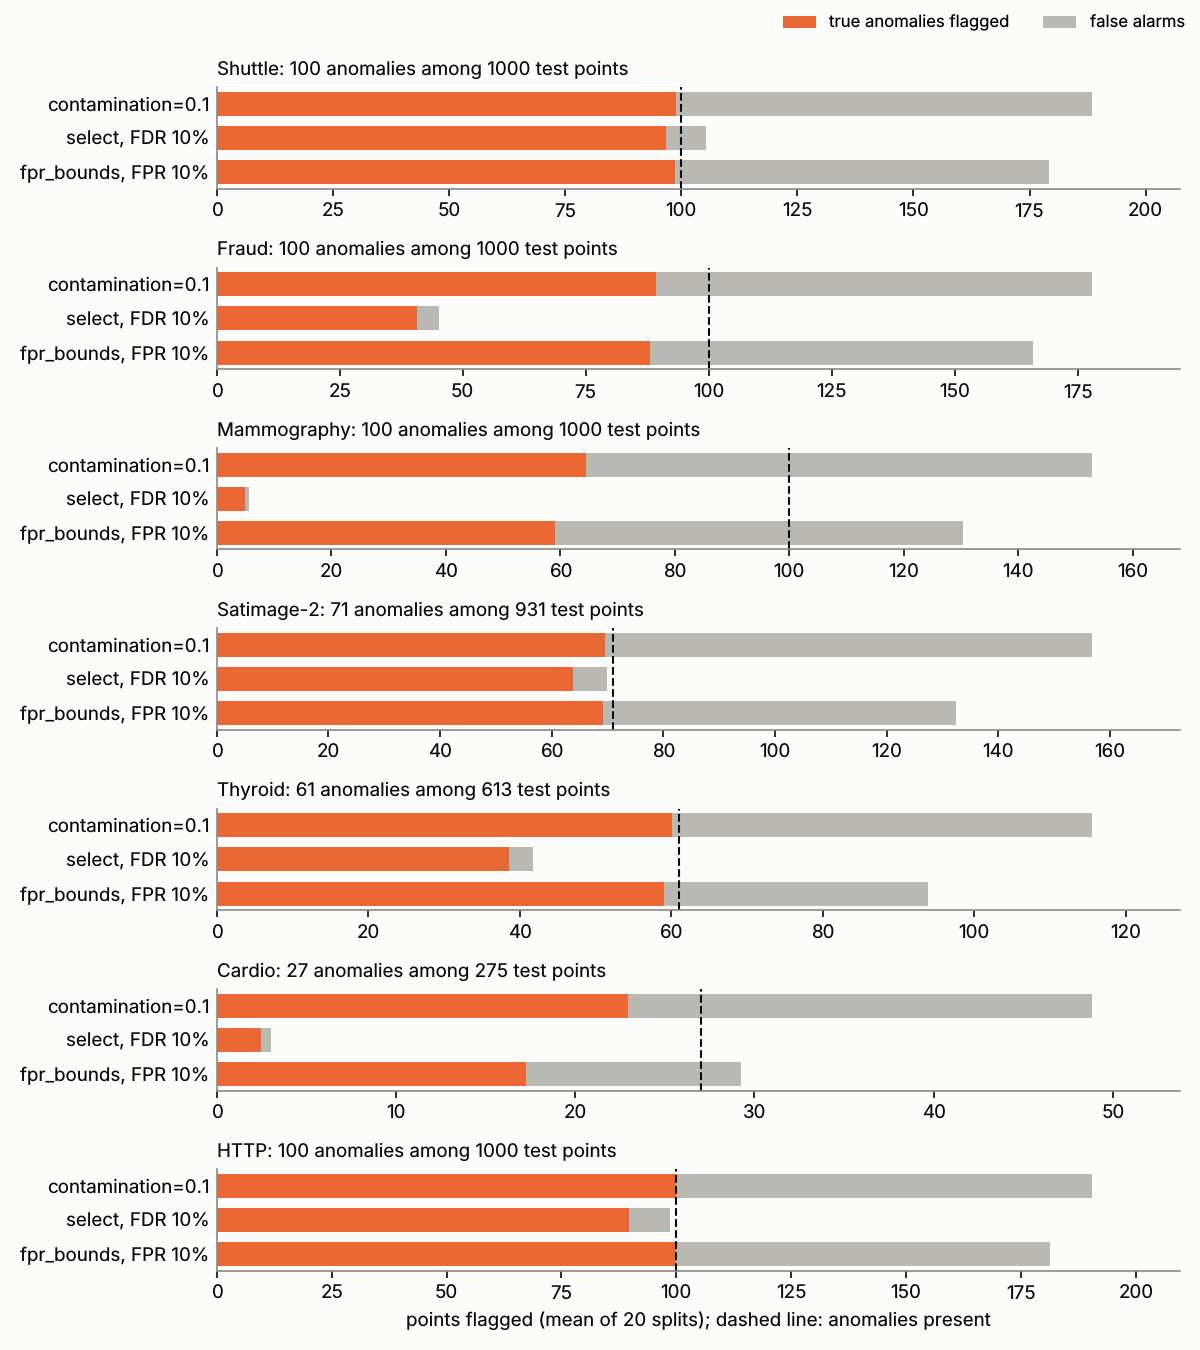 true anomalies flagged false alarms
Shuttle: 100 anomalies among 1000 test points
contamination=0.1
select, FDR 10%
fpr_bounds, FPR 10%
0 25 50 75 100 125 150 175 200
Fraud: 100 anomalies among 1000 test points
contamination=0.1
select, FDR 10%
fpr_bounds, FPR 10%
0 25 50 75 100 125 150 175
Mammography: 100 anomalies among 1000 test points
contamination=0.1
select, FDR 10%
fpr_bounds, FPR 10%
0 20 40 60 80 100 120 140 160
Satimage-2: 71 anomalies among 931 test points
contamination=0.1
select, FDR 10%
fpr_bounds, FPR 10%
0 20 40 60 80 100 120 140 160
Thyroid: 61 anomalies among 613 test points
contamination=0.1
select, FDR 10%
fpr_bounds, FPR 10%
0 20 40 60 80 100 120
Cardio: 27 anomalies among 275 test points
contamination=0.1
select, FDR 10%
fpr_bounds, FPR 10%
0 10 20 30 40 50
HTTP: 100 anomalies among 1000 test points
contamination=0.1
select, FDR 10%
fpr_bounds, FPR 10%
0 25 50 75 100 125 150 175 200
points flagged (mean of 20 splits); dashed line: anomalies present